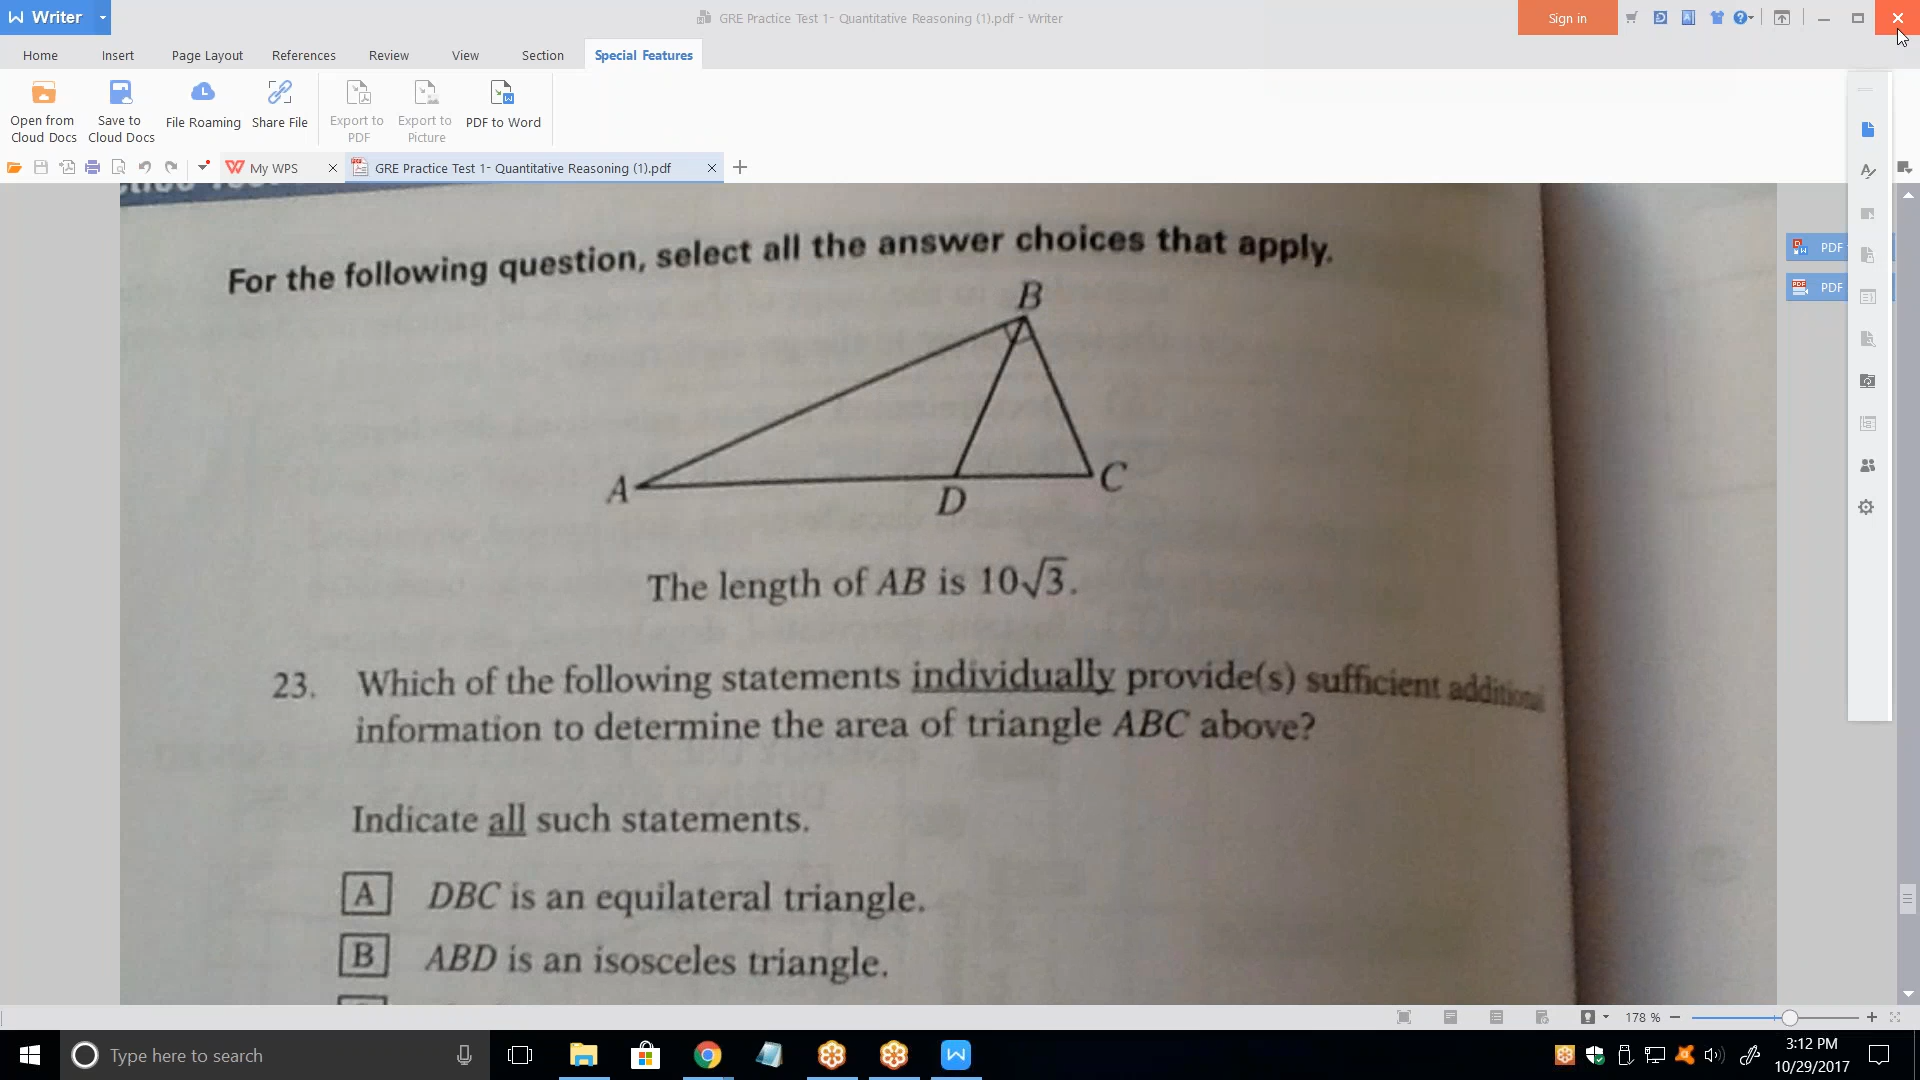 Writer
GRE Practice Test 1- Quantitative Reasoning (1).pdf - Writer
Sign in
Home Insert Page Layout References Review View Section Special Features
Open from Cloud Docs
Save to Cloud Docs
File Roaming
Share File
Export to PDF
Export to Picture
PDF to Word
My WPS
GRE Practice Test 1- Quantitative Reasoning (1).pdf
PDF
PDF
For the following question, select all the answer choices that apply.
B
A
D
C
The length of AB is 10√3.
23. Which of the following statements individually provide(s) sufficient additional
information to determine the area of triangle ABC above?
Indicate all such statements.
A DBC is an equilateral triangle.
B ABD is an isosceles triangle.
178 %
Type here to search
3:12 PM
10/29/2017